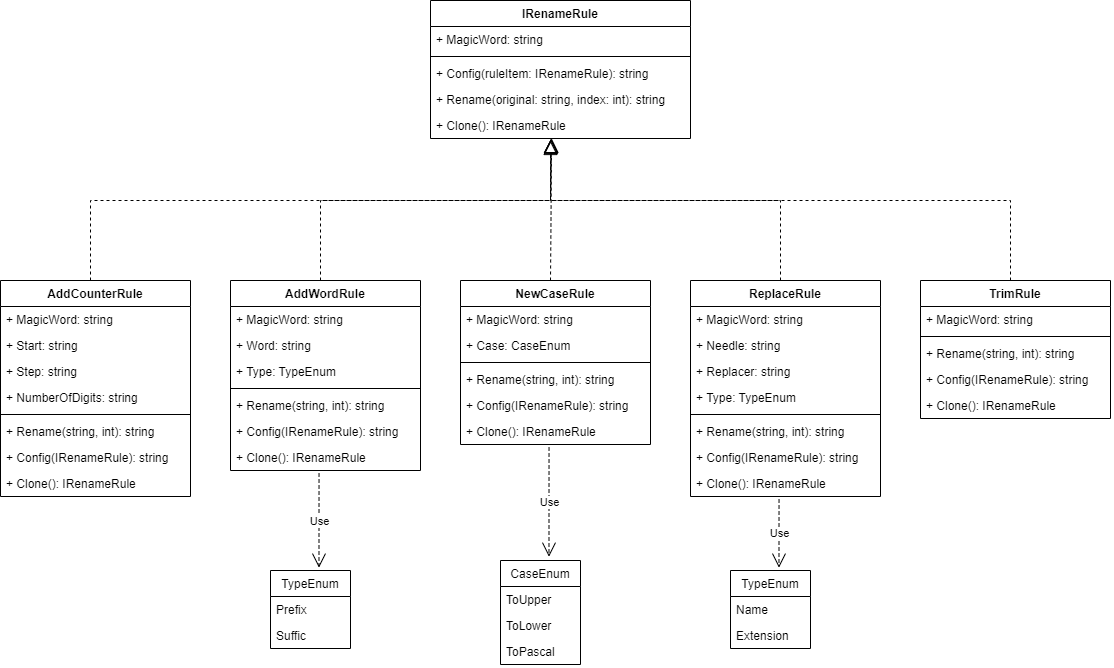 IRenameRule
+ MagicWord: string
+ Config(ruleItem: IRenameRule): string
+ Rename(original: string, index: int): string
+ Clone(): IRenameRule
AddCounterRule
+ MagicWord: string
+ Start: string
+ Step: string
+ NumberOfDigits: string
+ Rename(string, int): string
+ Config(IRenameRule): string
+ Clone(): IRenameRule
AddWordRule
+ MagicWord: string
+ Word: string
+ Type: TypeEnum
+ Rename(string, int): string
+ Config(IRenameRule): string
+ Clone(): IRenameRule
NewCaseRule
+ MagicWord: string
+ Case: CaseEnum
+ Rename(string, int): string
+ Config(IRenameRule): string
+ Clone(): IRenameRule
ReplaceRule
+ MagicWord: string
+ Needle: string
+ Replacer: string
+ Type: TypeEnum
+ Rename(string, int): string
+ Config(IRenameRule): string
+ Clone(): IRenameRule
TrimRule
+ MagicWord: string
+ Rename(string, int): string
+ Config(IRenameRule): string
+ Clone(): IRenameRule
Use
TypeEnum
Prefix
Suffic
Use
CaseEnum
ToUpper
ToLower
ToPascal
Use
TypeEnum
Name
Extension